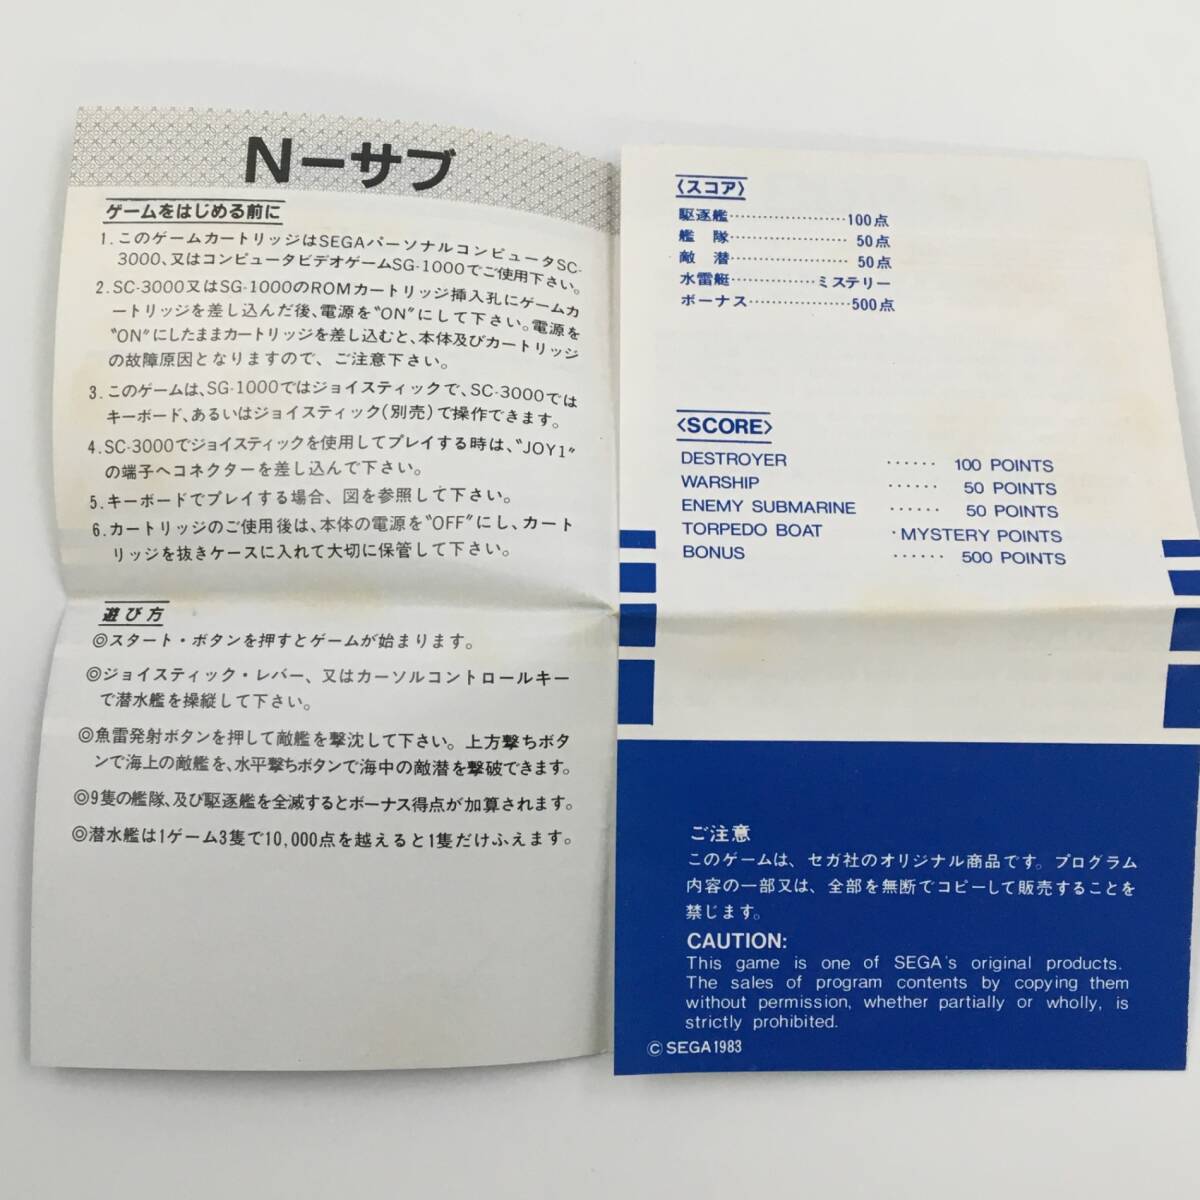 N－サブ
ゲームをはじめる前に
1.このゲームカートリッジはSEGAパーソナルコンピュータSC-
3000、又はコンピュータビデオゲームSG-1000でご使用下さい。
2.SC-3000又はSG-1000のROMカートリッジ挿入孔にゲームカ
ートリッジを差し込んだ後、電源を"ON"にして下さい。電源を
"ON"にしたままカートリッジを差し込むと、本体及びカートリッジ
の故障原因となりますので、ご注意下さい。
3.このゲームは、SG-1000ではジョイスティックで、SC-3000では
キーボード、あるいはジョイスティック(別売)で操作できます。
4.SC-3000でジョイスティックを使用してプレイする時は、"JOY1"
の端子へコネクターを差し込んで下さい。
5.キーボードでプレイする場合、図を参照して下さい。
6.カートリッジのご使用後は、本体の電源を"OFF"にし、カート
リッジを抜きケースに入れて大切に保管して下さい。
遊び方
◎スタート・ボタンを押すとゲームが始まります。
◎ジョイスティック・レバー、又はカーソルコントロールキー
で潜水艦を操縦して下さい。
◎魚雷発射ボタンを押して敵艦を撃沈して下さい。上方撃ちボタ
ンで海上の敵艦を、水平撃ちボタンで海中の敵潜を撃破できます。
◎9隻の艦隊、及び駆逐艦を全滅するとボーナス得点が加算されます。
◎潜水艦は1ゲーム3隻で10,000点を越えると1隻だけふえます。
〈スコア〉
駆逐艦…………………100点
艦 隊…………………50点
敵 潜…………………50点
水雷艇……………ミステリー
ボーナス………………500点
〈SCORE〉
DESTROYER ······ 100 POINTS
WARSHIP ······ 50 POINTS
ENEMY SUBMARINE ······ 50 POINTS
TORPEDO BOAT ·MYSTERY POINTS
BONUS ······ 500 POINTS
ご注意
このゲームは、セガ社のオリジナル商品です。プログラム
内容の一部又は、全部を無断でコピーして販売することを
禁じます。
CAUTION:
This game is one of SEGA's original products.
The sales of program contents by copying them
without permission, whether partially or wholly, is
strictly prohibited.
© SEGA 1983